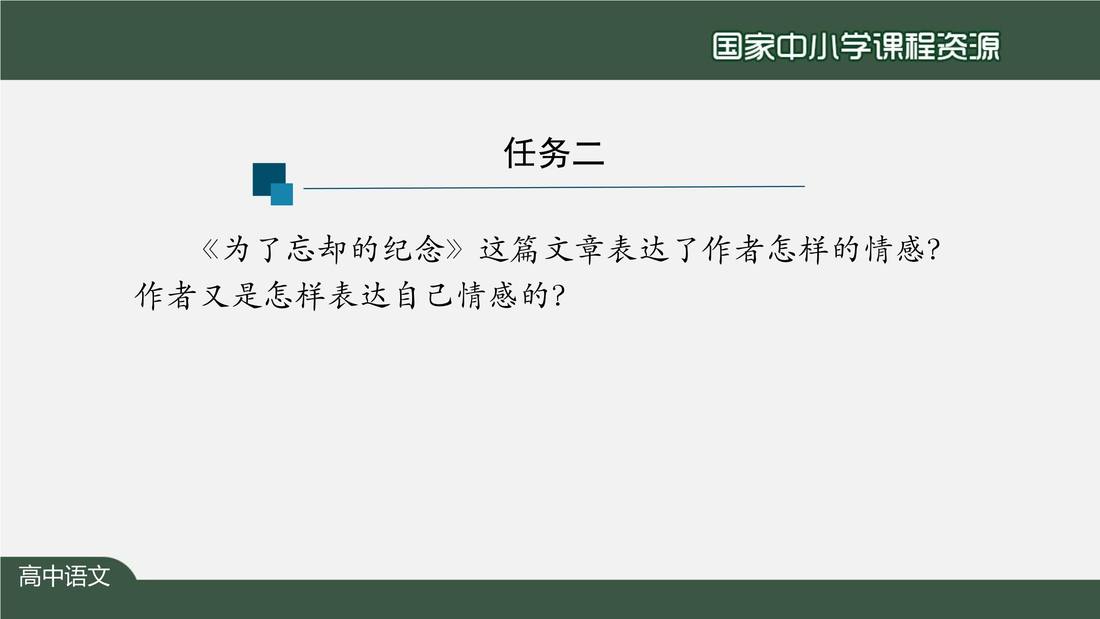 国家中小学课程资源
任务二
《为了忘却的纪念》这篇文章表达了作者怎样的情感?
作者又是怎样表达自己情感的?
高中语文